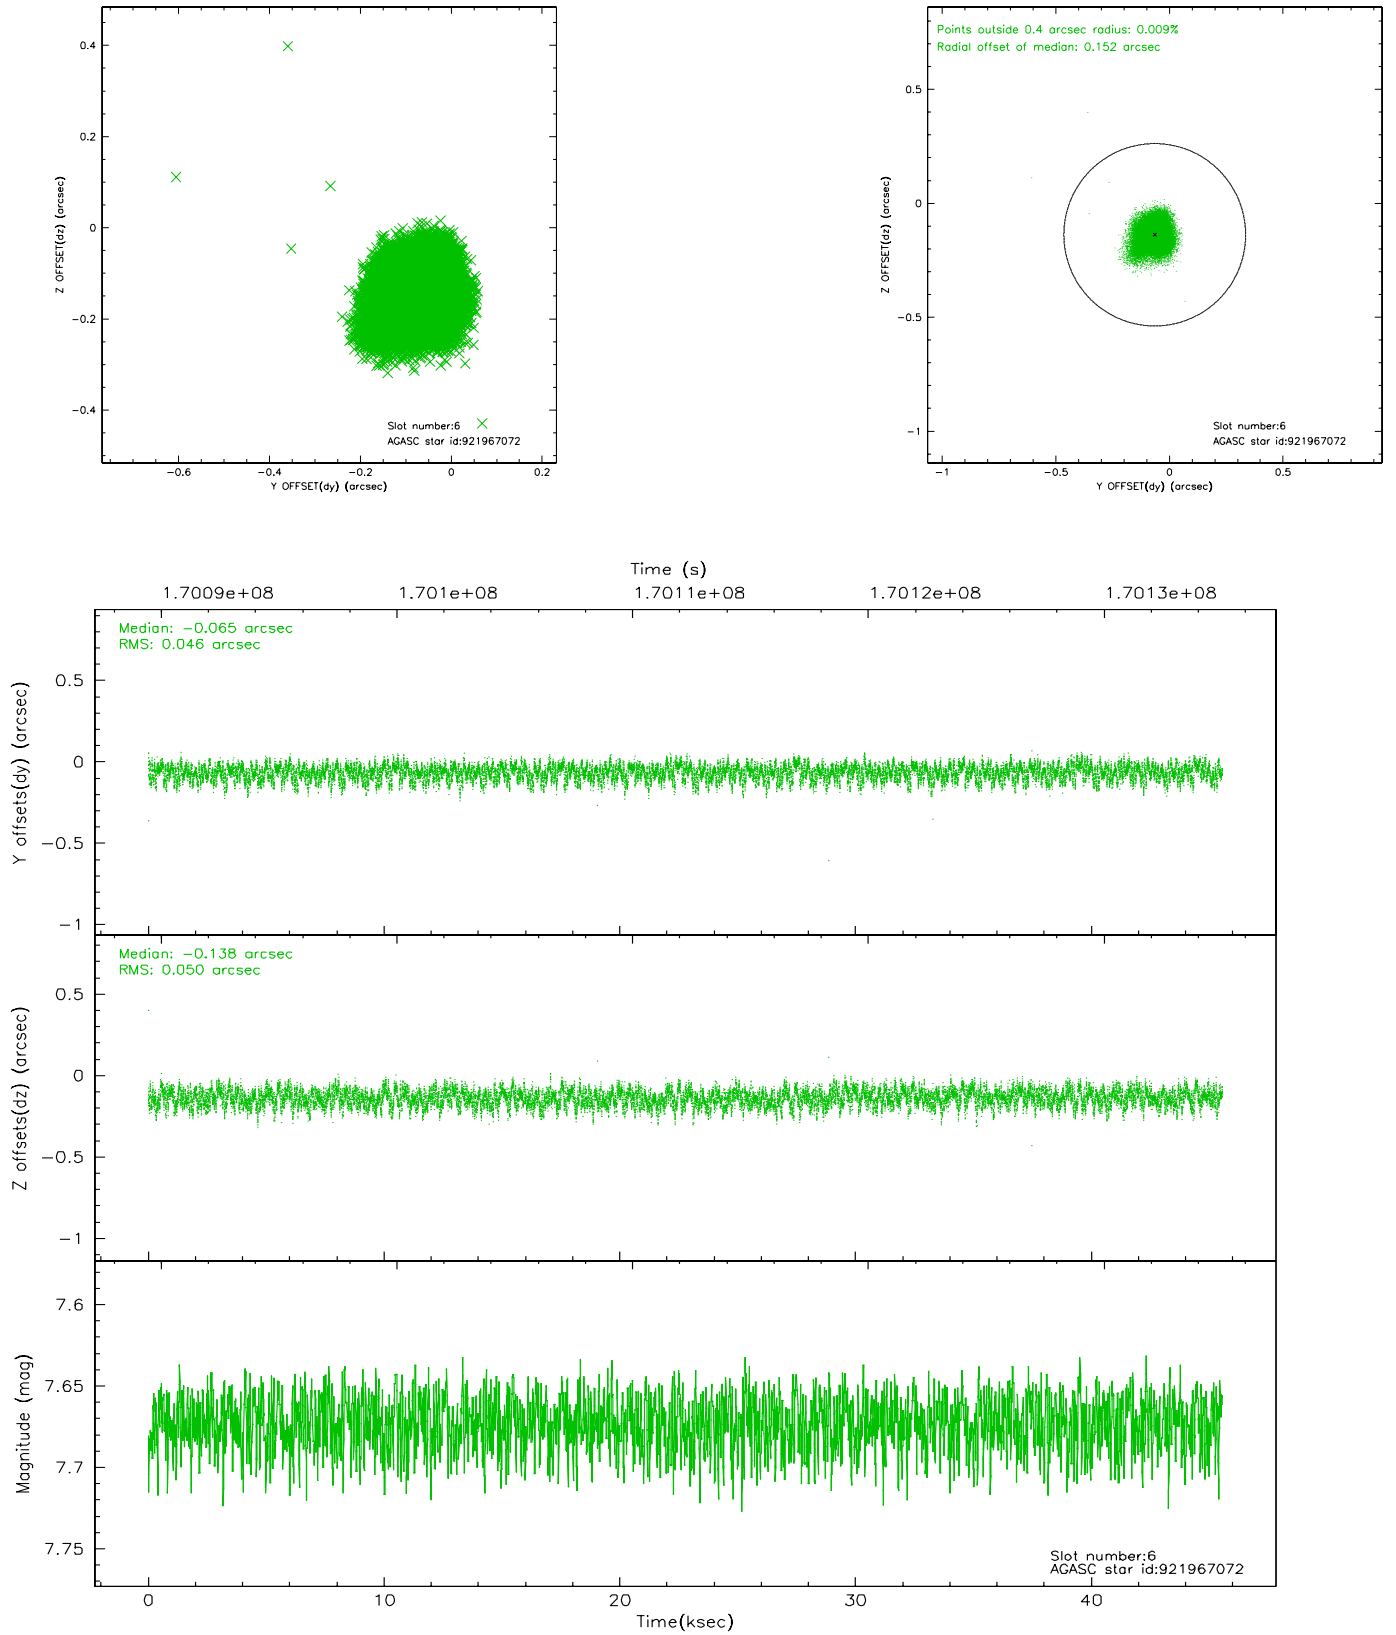 0.4
0.2
0
-0.2
-0.4
Z OFFSET(dz) (arcsec)
Slot number:6
AGASC star id:921967072
-0.6 -0.4 -0.2 0 0.2
Y OFFSET(dy) (arcsec)
Points outside 0.4 arcsec radius: 0.009%
Radial offset of median: 0.152 arcsec
0.5
0
-0.5
-1
Z OFFSET(dz) (arcsec)
Slot number:6
AGASC star id:921967072
-1 -0.5 0 0.5
Y OFFSET(dy) (arcsec)
Time (s)
1.7009e+08 1.701e+08 1.7011e+08 1.7012e+08 1.7013e+08
Median: -0.065 arcsec
RMS: 0.046 arcsec
0.5
0
-0.5
-1
Y offsets(dy) (arcsec)
Median: -0.138 arcsec
RMS: 0.050 arcsec
0.5
0
-0.5
-1
Z offsets(dz) (arcsec)
7.6
7.65
7.7
7.75
Magnitude (mag)
Slot number:6
AGASC star id:921967072
0 10 20 30 40
Time(ksec)